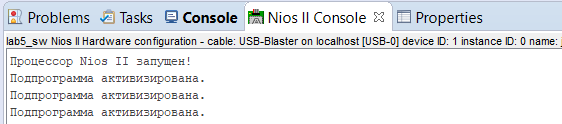 Problems Tasks Console Nios II Console Properties
lab5_sw Nios II Hardware configuration - cable: USB-Blaster on localhost [USB-0] device ID: 1 instance ID: 0 name:
Процессор Nios II запущен!
Подпрограмма активизирована.
Подпрограмма активизирована.
Подпрограмма активизирована.